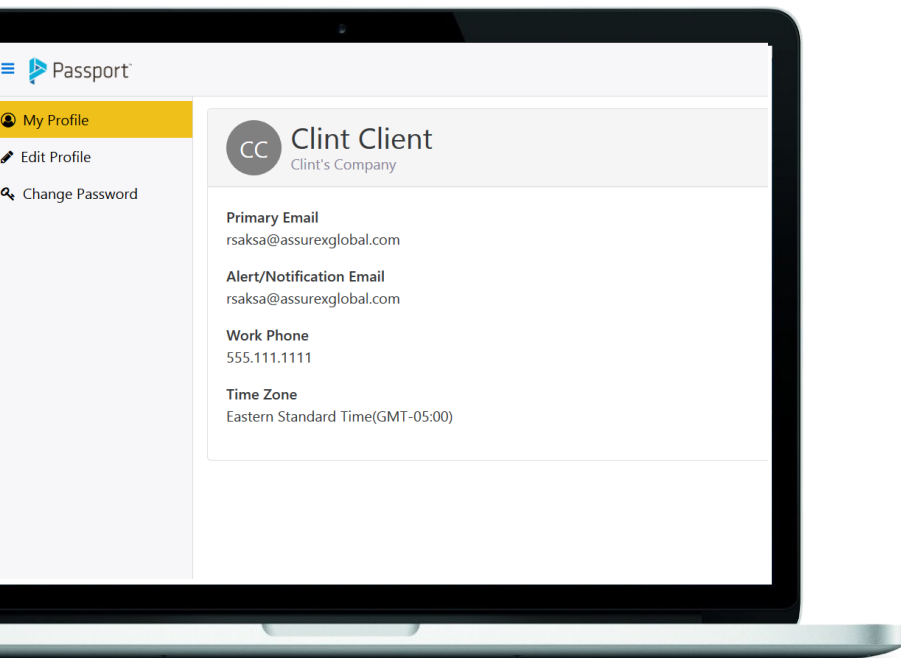 Passport™
My Profile
Edit Profile
Change Password
CC
Clint Client
Clint's Company
Primary Email
rsaksa@assurexglobal.com
Alert/Notification Email
rsaksa@assurexglobal.com
Work Phone
555.111.1111
Time Zone
Eastern Standard Time(GMT-05:00)